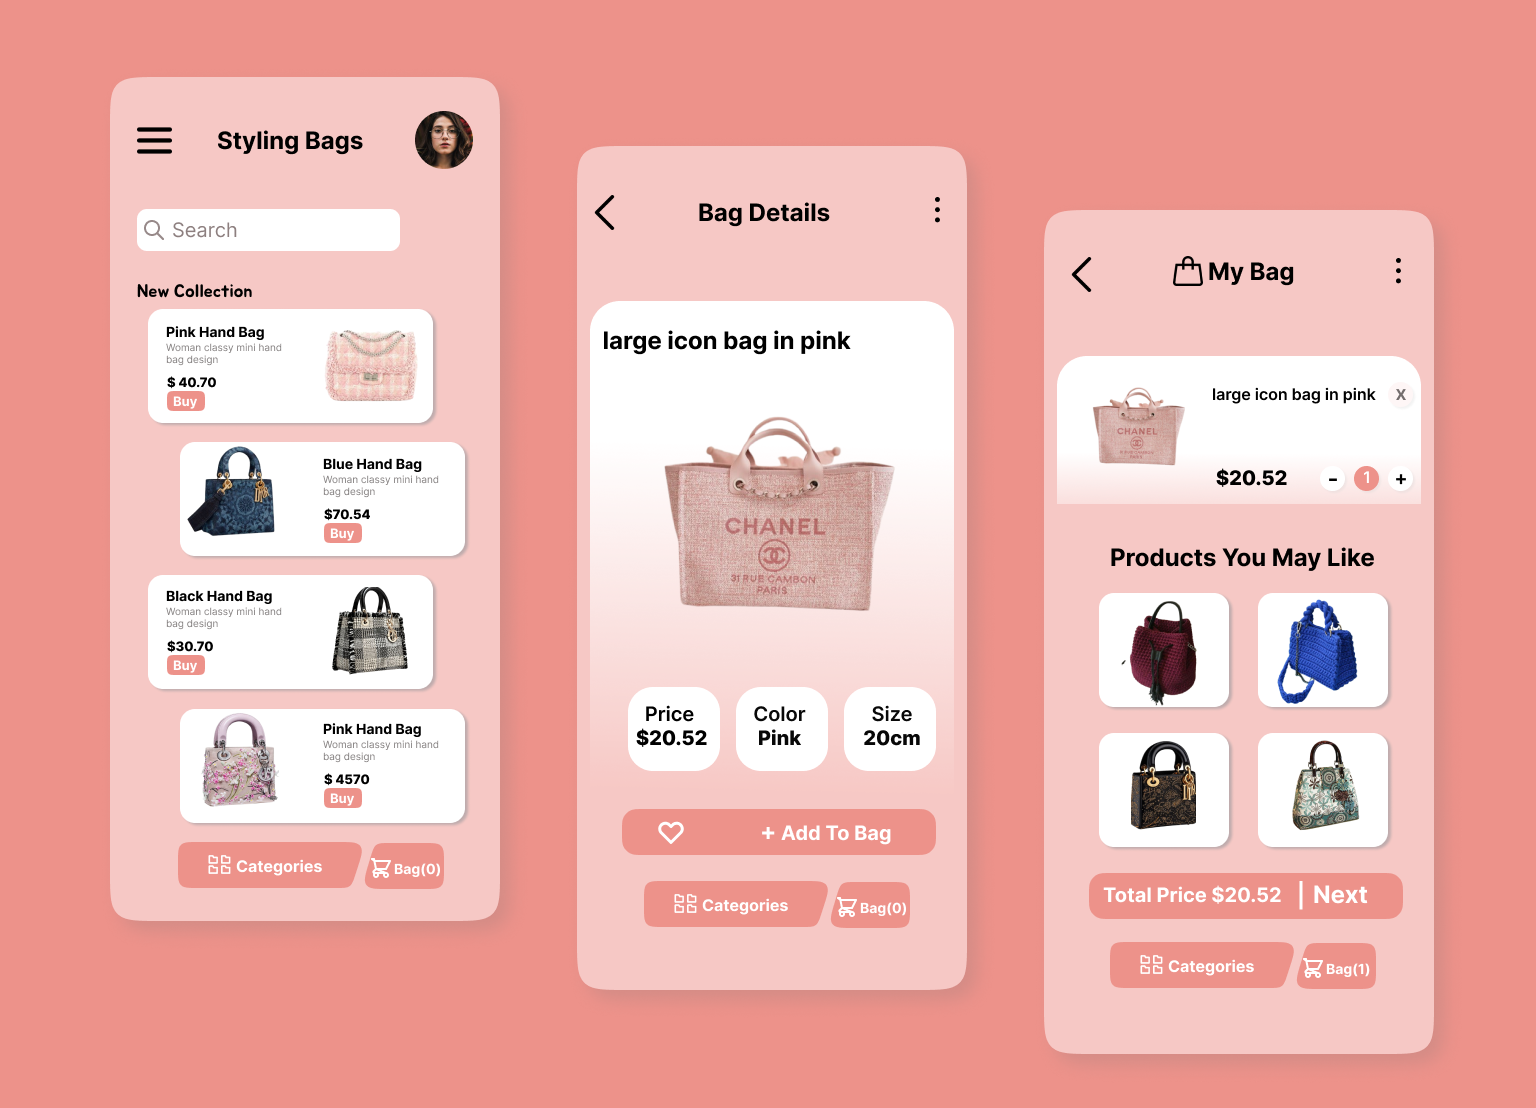 Styling Bags
Search
New Collection
Pink Hand Bag
Woman classy mini hand
bag design
$ 40.70
Buy
Blue Hand Bag
Woman classy mini hand
bag design
$70.54
Buy
Black Hand Bag
Woman classy mini hand
bag design
$30.70
Buy
Pink Hand Bag
Woman classy mini hand
bag design
$ 4570
Buy
Categories
Bag(0)
Bag Details
large icon bag in pink
CHANEL
31 RUE CAMBON
PARIS
Price
$20.52
Color
Pink
Size
20cm
+ Add To Bag
Categories
Bag(0)
My Bag
large icon bag in pink
X
CHANEL
31 RUE CAMBON
PARIS
$20.52
- 1 +
Products You May Like
Total Price $20.52 | Next
Categories
Bag(1)